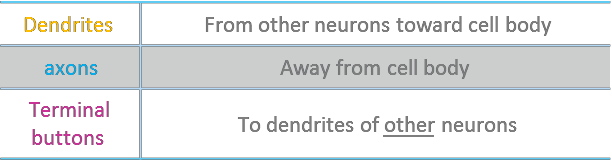 Dendrites From other neurons toward cell body
axons Away from cell body
Terminal
buttons To dendrites of other neurons